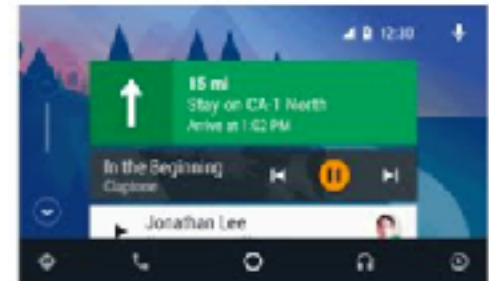 12:30
15 mi
Stay on CA-1 North
Arrive at 1:02 PM
In the Beginning
Claptone
Jonathan Lee